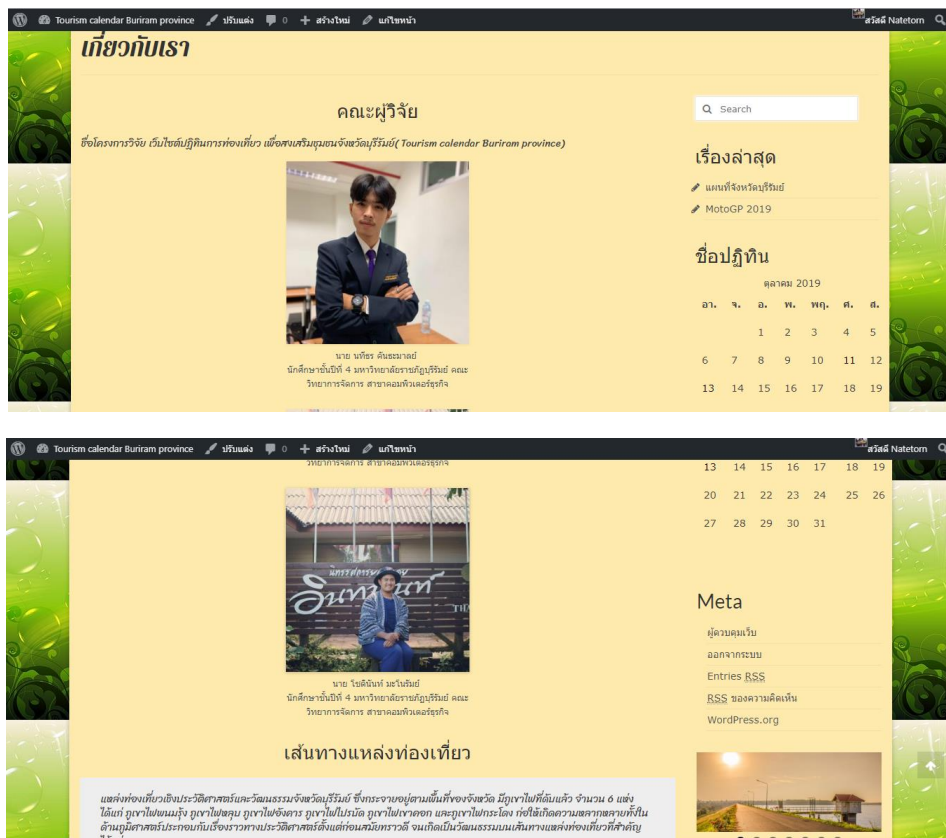 Tourism calendar Buriram province ปรับแต่ง 0 สร้างใหม่ แก้ไขหน้า สวัสดี Natetorn
เกี่ยวกับเรา
คณะผู้วิจัย
ชื่อโครงการวิจัย เว็บไซต์ปฏิทินการท่องเที่ยว เพื่อสงเสริมชุมชนจังหวัดบุรีรัมย์( Tourism calendar Buriram province)
นาย นทีธร คันธะมาลย์
นักศึกษาชั้นปีที่ 4 มหาวิทยาลัยราชภัฏบุรีรัมย์ คณะ
วิทยาการจัดการ สาขาคอมพิวเตอร์ธุรกิจ
Search
เรื่องล่าสุด
แผนที่จังหวัดบุรีรัมย์
MotoGP 2019
ชื่อปฏิทิน
ตุลาคม 2019
อา. จ. อ. พ. พฤ. ศ. ส.
1 2 3 4 5
6 7 8 9 10 11 12
13 14 15 16 17 18 19
Tourism calendar Buriram province ปรับแต่ง 0 สร้างใหม่ แก้ไขหน้า สวัสดี Natetorn
วิทยาการจัดการ สาขาคอมพิวเตอร์ธุรกิจ
อินทนนท์
นาย โชตินันท์ มะโนรัมย์
นักศึกษาชั้นปีที่ 4 มหาวิทยาลัยราชภัฏบุรีรัมย์ คณะ
วิทยาการจัดการ สาขาคอมพิวเตอร์ธุรกิจ
เส้นทางแหล่งท่องเที่ยว
แหล่งท่องเที่ยวเชิงประวัติศาสตร์และวัฒนธรรมจังหวัดบุรีรัมย์ ซึ่งกระจายอยู่ตามพื้นที่ของจังหวัด มีภูเขาไฟที่ดับแล้ว จำนวน 6 แห่ง
ได้แก่ ภูเขาไฟพนมรุ้ง ภูเขาไฟหลุบ ภูเขาไฟอังคาร ภูเขาไฟไปรบัด ภูเขาไฟเขาคอก และภูเขาไฟกระโดง ก่อให้เกิดความหลากหลายทั้งใน
ด้านภูมิศาสตร์ประกอบกับเรื่องราวทางประวัติศาสตร์ตั้งแต่ก่อนสมัยทราวดี จนเกิดเป็นวัฒนธรรมบนเส้นทางแหล่งท่องเที่ยวที่สำคัญ
13 14 15 16 17 18 19
20 21 22 23 24 25 26
27 28 29 30 31
Meta
ผู้ควบคุมเว็บ
ออกจากระบบ
Entries RSS
RSS ของความคิดเห็น
WordPress.org